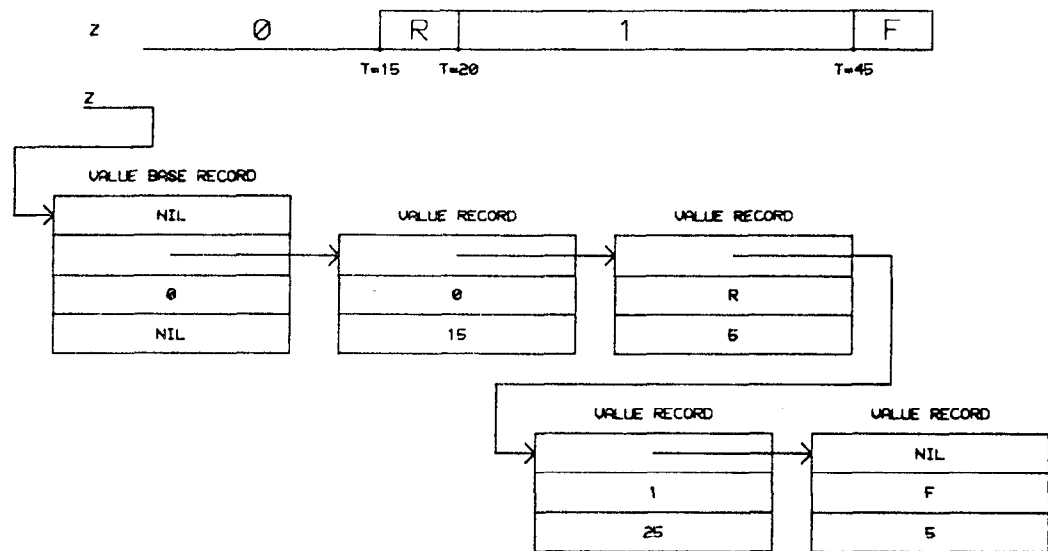 Z 0 R 1 F
T=15 T=20 T=45
Z
VALUE BASE RECORD
NIL
0
NIL
VALUE RECORD
0
15
VALUE RECORD
R
5
VALUE RECORD
1
25
VALUE RECORD
NIL
F
5